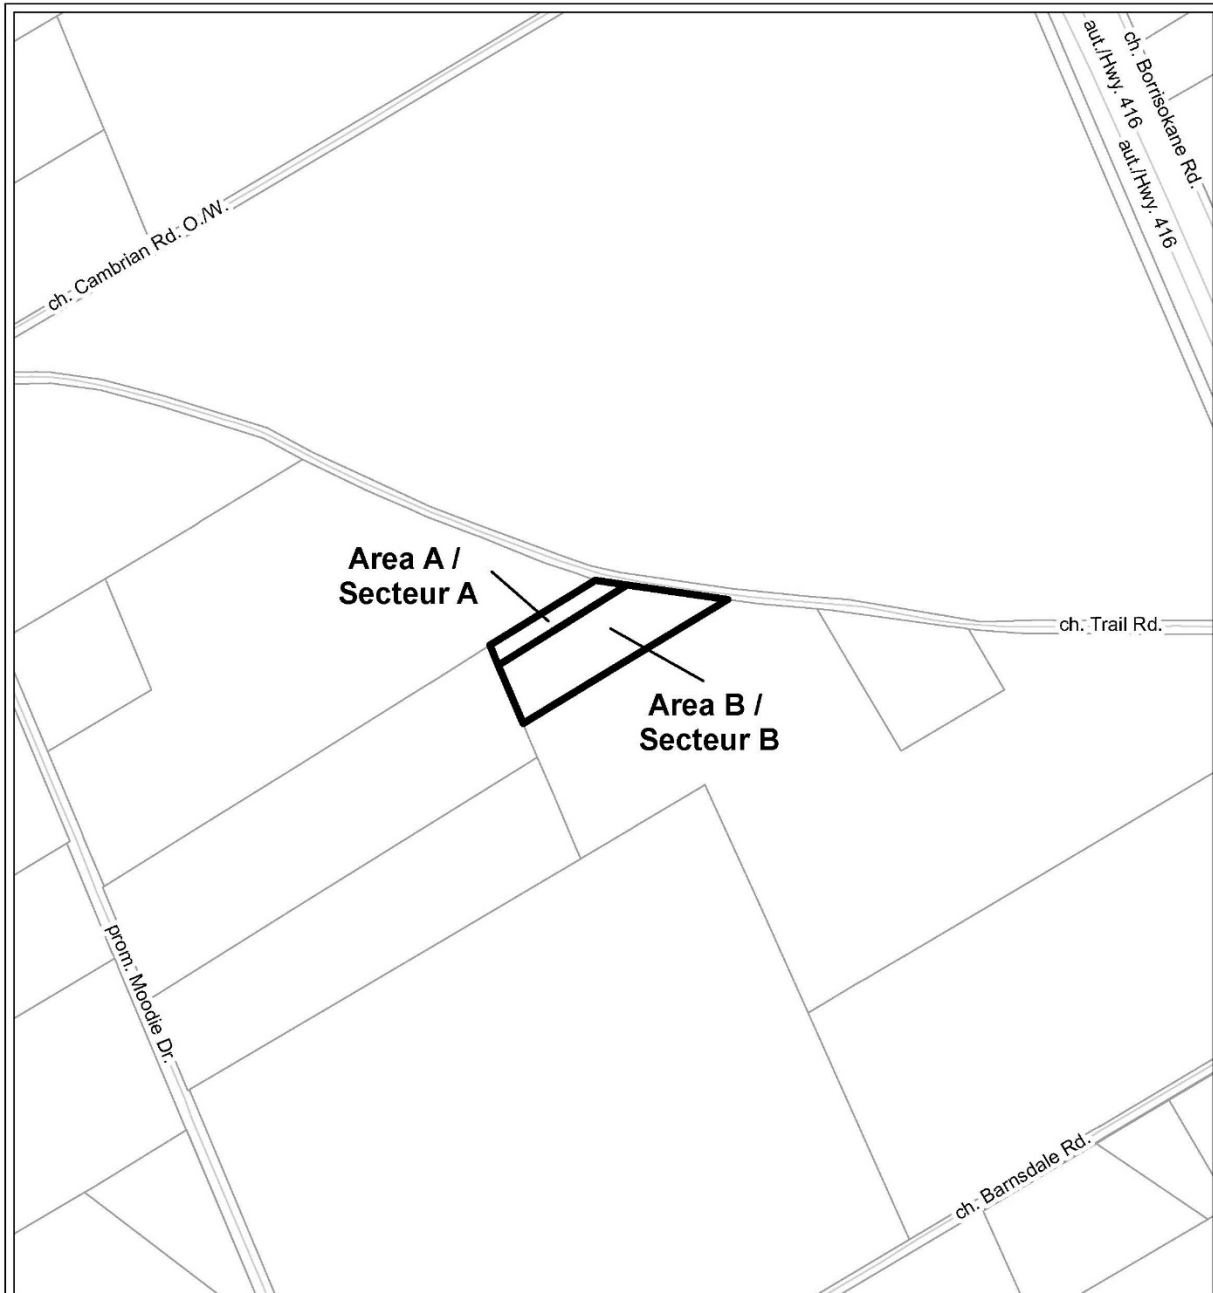 ch. Borrisokane Rd.
aut./Hwy. 416
aut./Hwy. 416
ch. Cambrian Rd. O./W.
Area A /
Secteur A
ch. Trail Rd.
Area B /
Secteur B
prom. Moodie Dr.
ch. Barnsdale Rd.